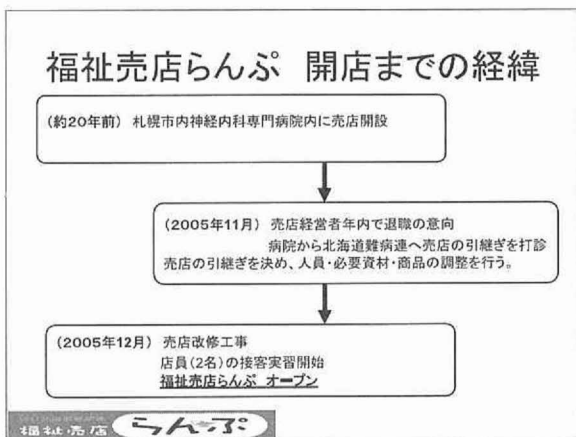 福祉売店らんぷ 開店までの経緯
(約20年前) 札幌市内神経内科専門病院内に売店開設
(2005年11月) 売店経営者年内で退職の意向
病院から北海道難病連へ売店の引継ぎを打診
売店の引継ぎを決め、人員・必要資材・商品の調整を行う。
(2005年12月) 売店改修工事
店員(2名)の接客実習開始
福祉売店らんぷ オープン
福祉売店 らんぷ